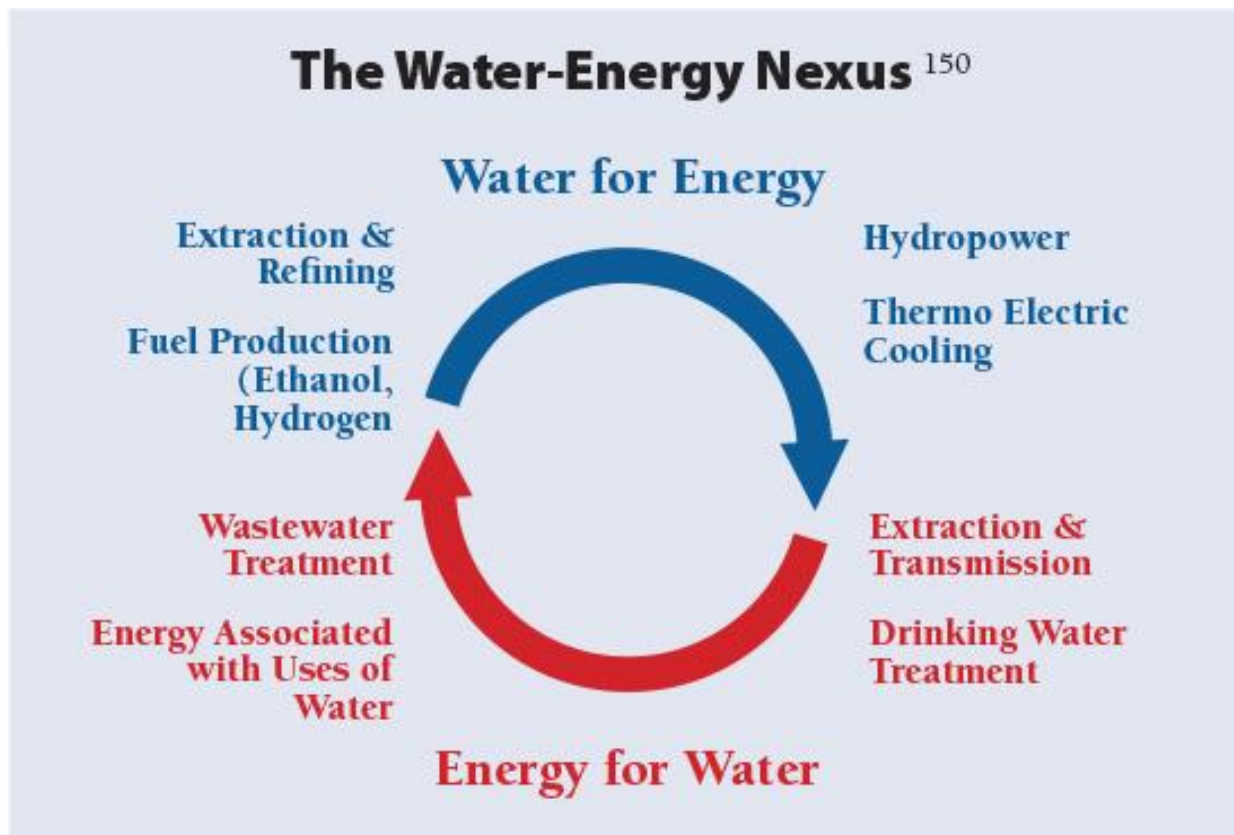 The Water-Energy Nexus 150
Water for Energy
Extraction &
Refining
Fuel Production
(Ethanol,
Hydrogen
Hydropower
Thermo Electric
Cooling
Wastewater
Treatment
Energy Associated
with Uses of
Water
Extraction &
Transmission
Drinking Water
Treatment
Energy for Water